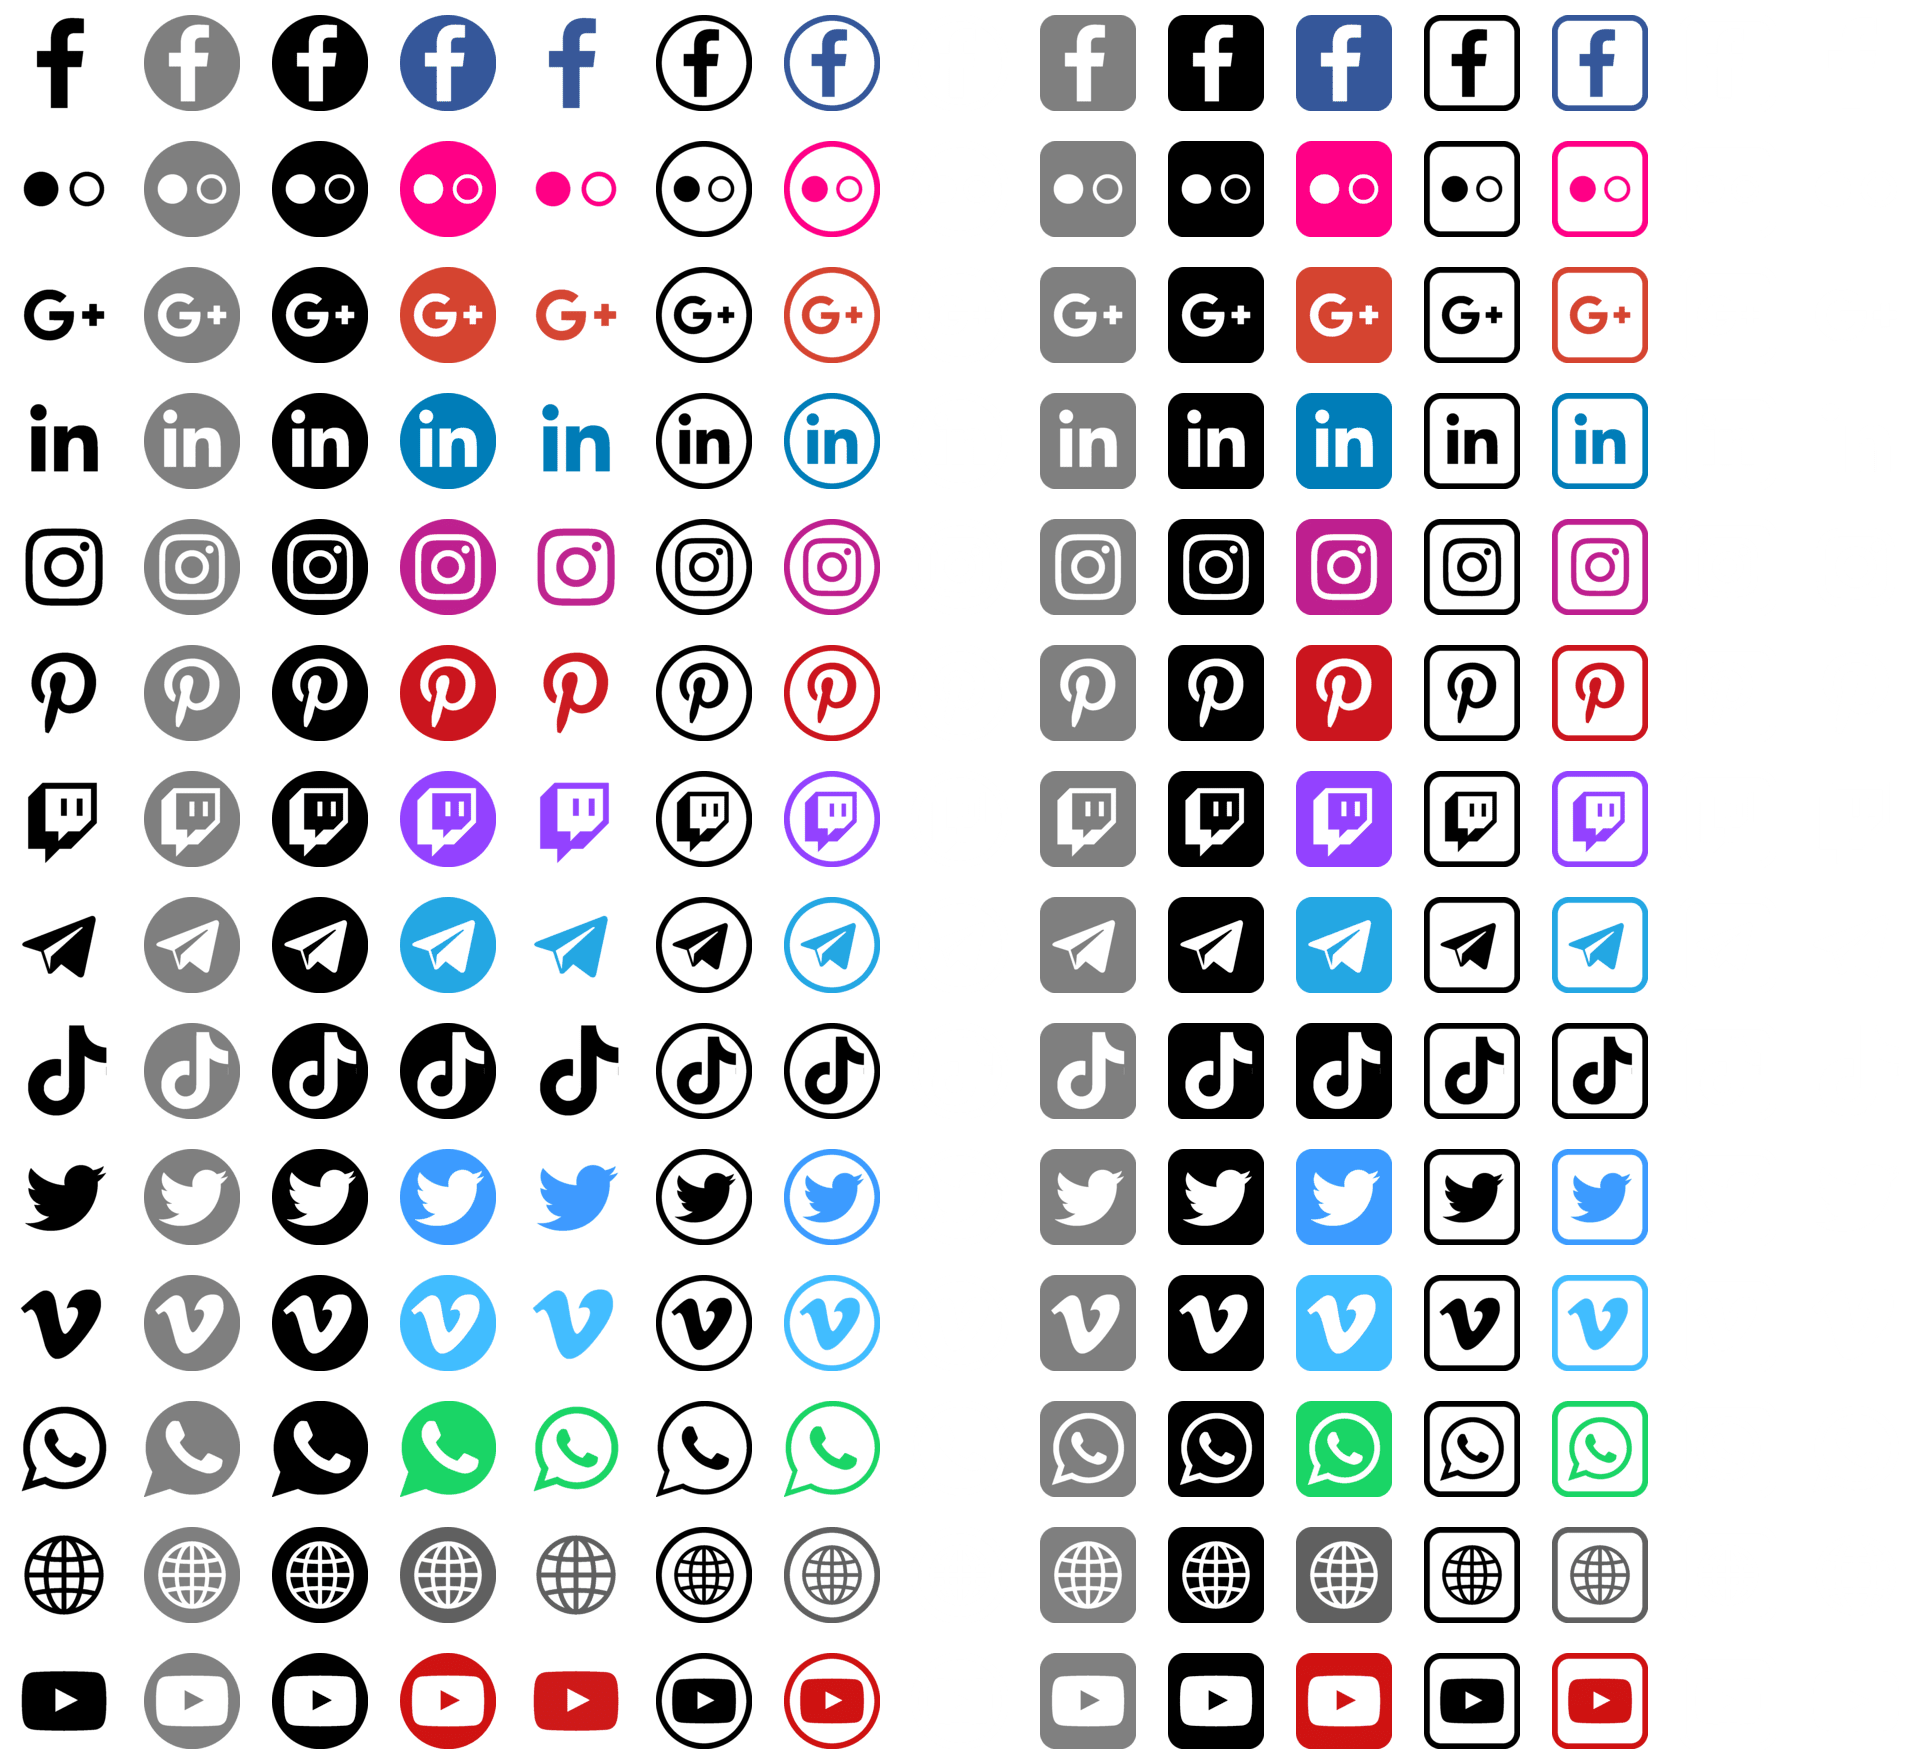 f f f f f f f f f f f f
G+ G+ G+ G+ G+ G+ G+ G+ G+ G+ G+ G+
in in in in in in in in in in in in